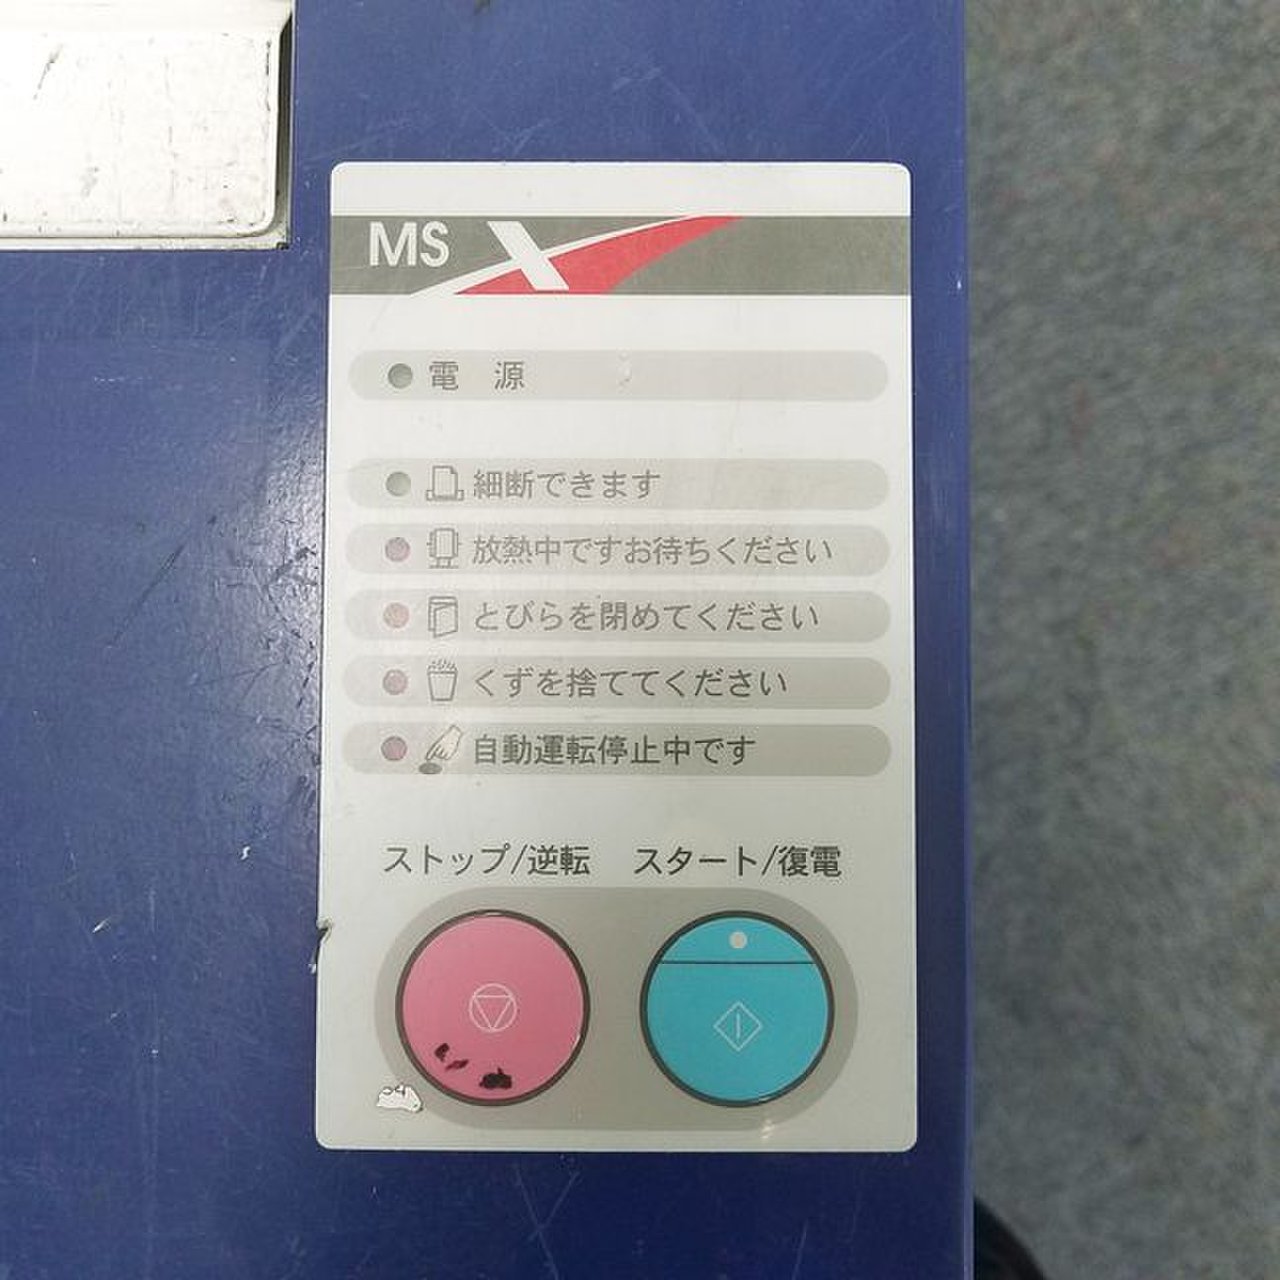 MS X
電 源
細断できます
放熱中ですお待ちください
とびらを閉めてください
くずを捨ててください
自動運転停止中です
ストップ/逆転 スタート/復電